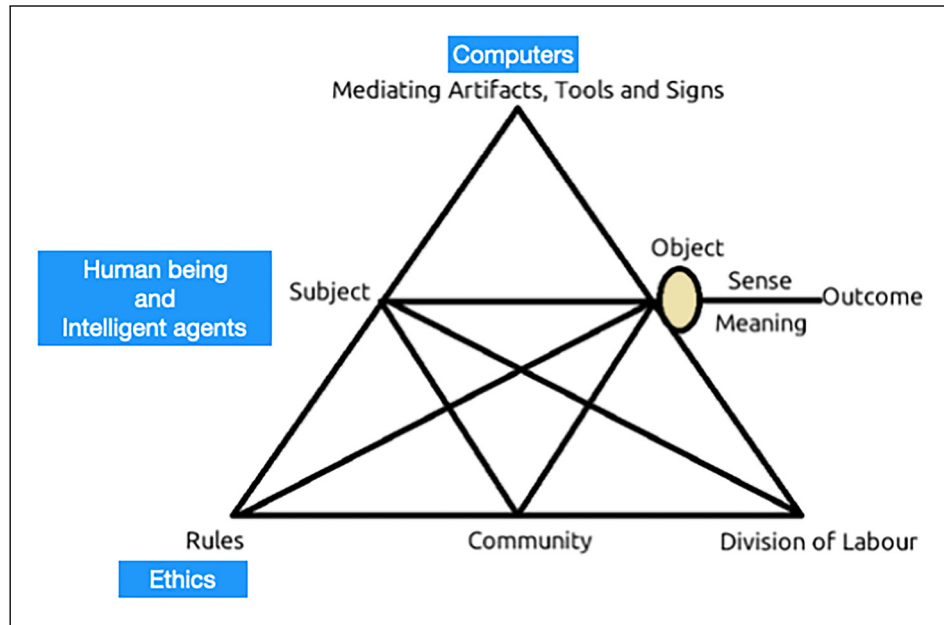 Computers
Mediating Artifacts, Tools and Signs
Object
Human being
and
Intelligent agents
Subject
Sense
Outcome
Meaning
Rules
Community
Division of Labour
Ethics